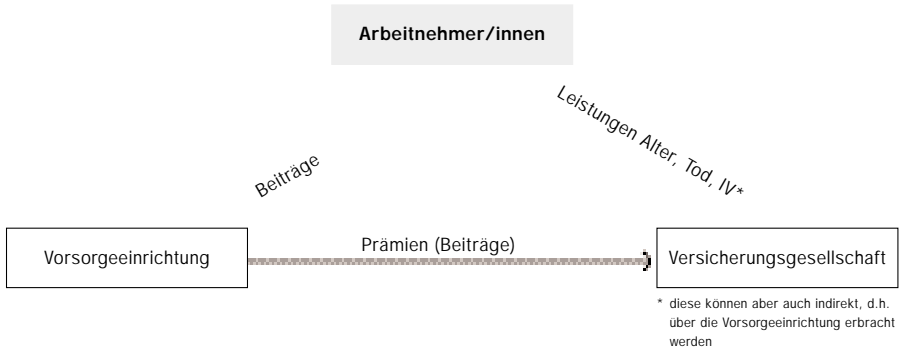 Arbeitnehmer/innen
Leistungen Alter, Tod, IV*
Beiträge
Prämien (Beiträge)
Vorsorgeeinrichtung
Versicherungsgesellschaft
* diese können aber auch indirekt, d.h.
über die Vorsorgeeinrichtung erbracht
werden